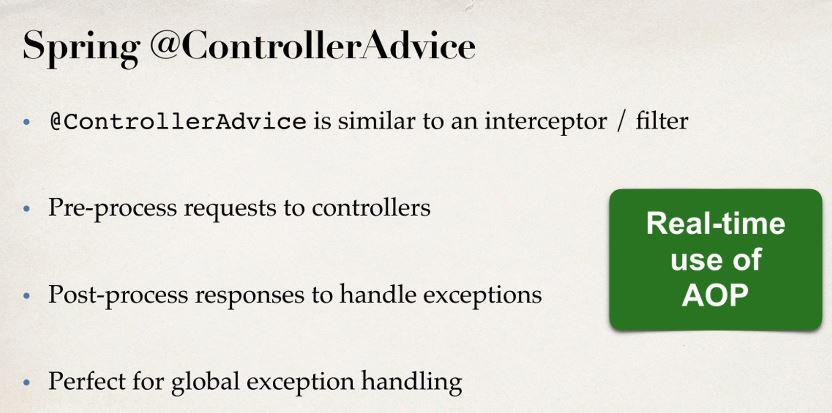 Spring @ControllerAdvice
• @ControllerAdvice is similar to an interceptor / filter
• Pre-process requests to controllers
Real-time
use of
AOP
• Post-process responses to handle exceptions
• Perfect for global exception handling